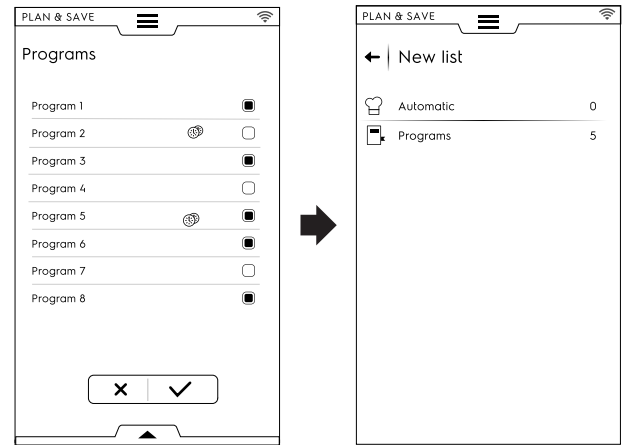 PLAN & SAVE
Programs
Program 1
Program 2
Program 3
Program 4
Program 5
Program 6
Program 7
Program 8
PLAN & SAVE
New list
Automatic 0
Programs 5